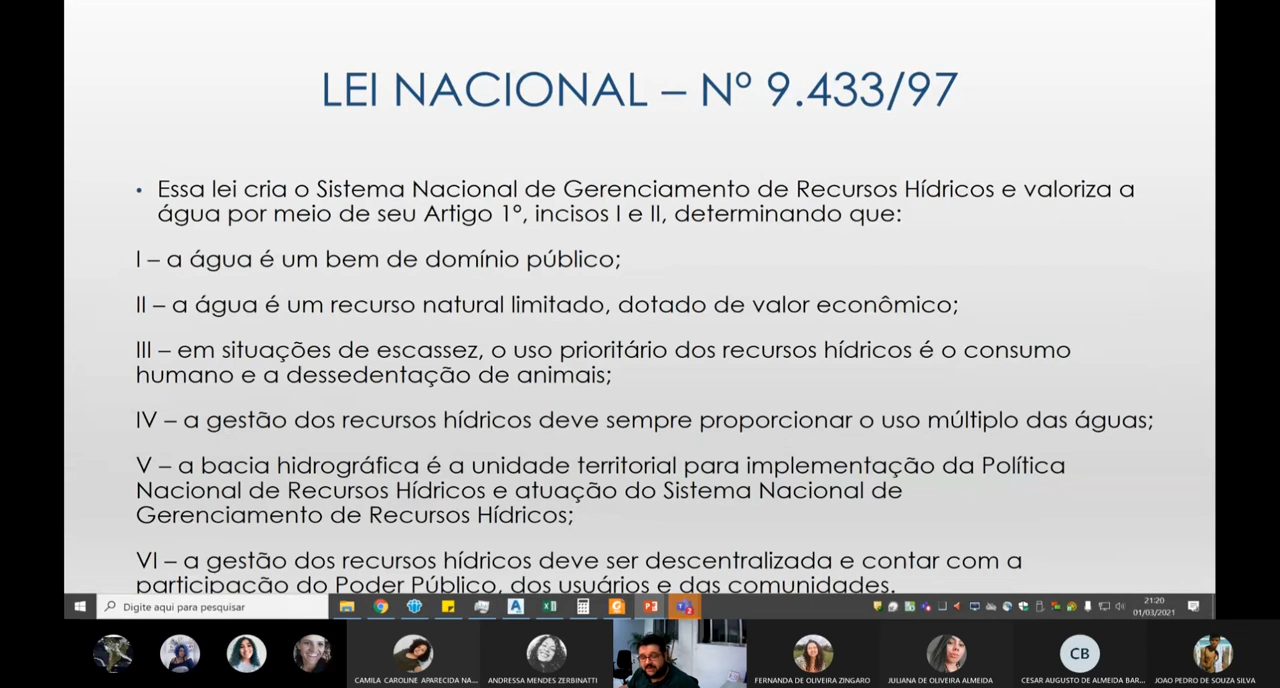 LEI NACIONAL – Nº 9.433/97
• Essa lei cria o Sistema Nacional de Gerenciamento de Recursos Hídricos e valoriza a
água por meio de seu Artigo 1º, incisos I e II, determinando que:
I – a água é um bem de domínio público;
II – a água é um recurso natural limitado, dotado de valor econômico;
III – em situações de escassez, o uso prioritário dos recursos hídricos é o consumo
humano e a dessedentação de animais;
IV – a gestão dos recursos hídricos deve sempre proporcionar o uso múltiplo das águas;
V – a bacia hidrográfica é a unidade territorial para implementação da Política
Nacional de Recursos Hídricos e atuação do Sistema Nacional de
Gerenciamento de Recursos Hídricos;
VI – a gestão dos recursos hídricos deve ser descentralizada e contar com a
participação do Poder Público, dos usuários e das comunidades.
Digite aqui para pesquisar
21:20
01/03/2021
CB
CAMILA CAROLINE APARECIDA NA...
ANDRESSA MENDES ZERBINATTI
FERNANDA DE OLIVEIRA ZINGARO
JULIANA DE OLIVEIRA ALMEIDA
CESAR AUGUSTO DE ALMEIDA BAR...
JOAO PEDRO DE SOUZA SILVA